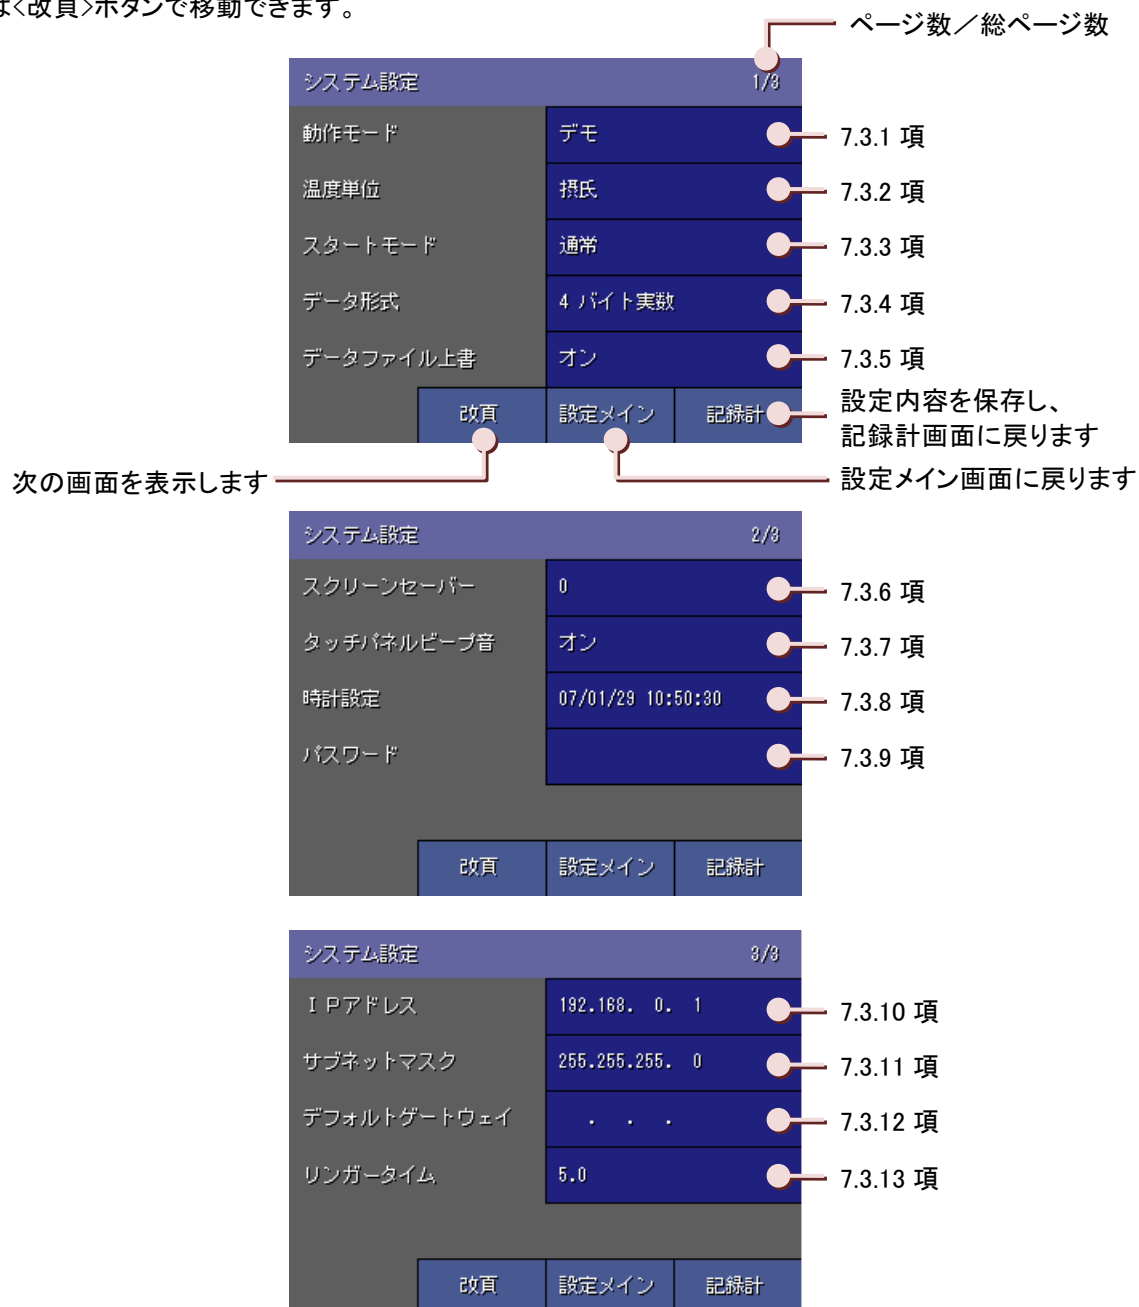 は<改頁>ボタンで移動できます。
ページ数／総ページ数
システム設定 1/3
動作モード デモ 7.3.1 項
温度単位 摂氏 7.3.2 項
スタートモード 通常 7.3.3 項
データ形式 4 バイト実数 7.3.4 項
データファイル上書 オン 7.3.5 項
改頁 設定メイン 記録計
設定内容を保存し、
記録計画面に戻ります
次の画面を表示します
設定メイン画面に戻ります
システム設定 2/3
スクリーンセーバー 0 7.3.6 項
タッチパネルビープ音 オン 7.3.7 項
時計設定 07/01/29 10:50:30 7.3.8 項
パスワード 7.3.9 項
改頁 設定メイン 記録計
システム設定 3/3
ＩＰアドレス 192.168. 0. 1 7.3.10 項
サブネットマスク 255.255.255. 0 7.3.11 項
デフォルトゲートウェイ . . . 7.3.12 項
リンガータイム 5.0 7.3.13 項
改頁 設定メイン 記録計